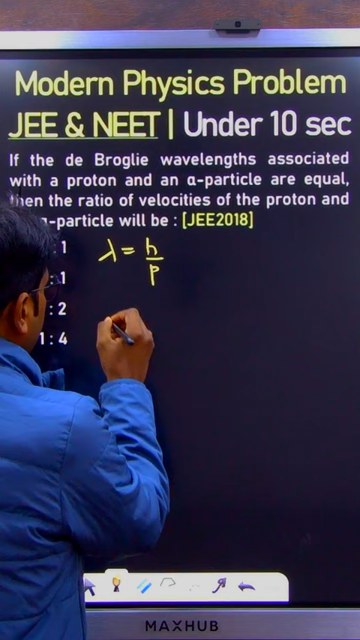 Modern Physics Problem
JEE & NEET | Under 10 sec
If the de Broglie wavelengths associated
with a proton and an α-particle are equal,
then the ratio of velocities of the proton and
α-particle will be : [JEE2018]
: 1
λ = h/p
: 1
: 2
1 : 4
MAXHUB